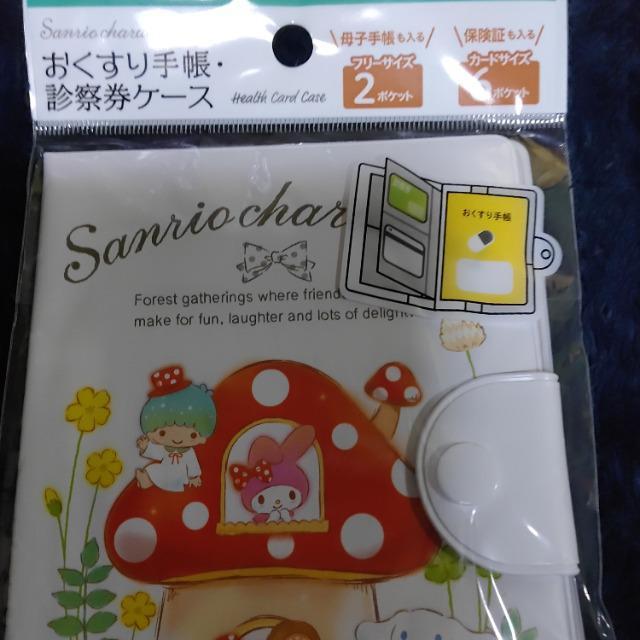 Sanrio chara
おくすり手帳・
診察券ケース
Health Card Case
母子手帳も入る
フリーサイズ
2ポケット
保険証も入る
カードサイズ
ポケット
Sanrio char
おくすり手帳
Forest gatherings where friend
make for fun, laughter and lots of delight